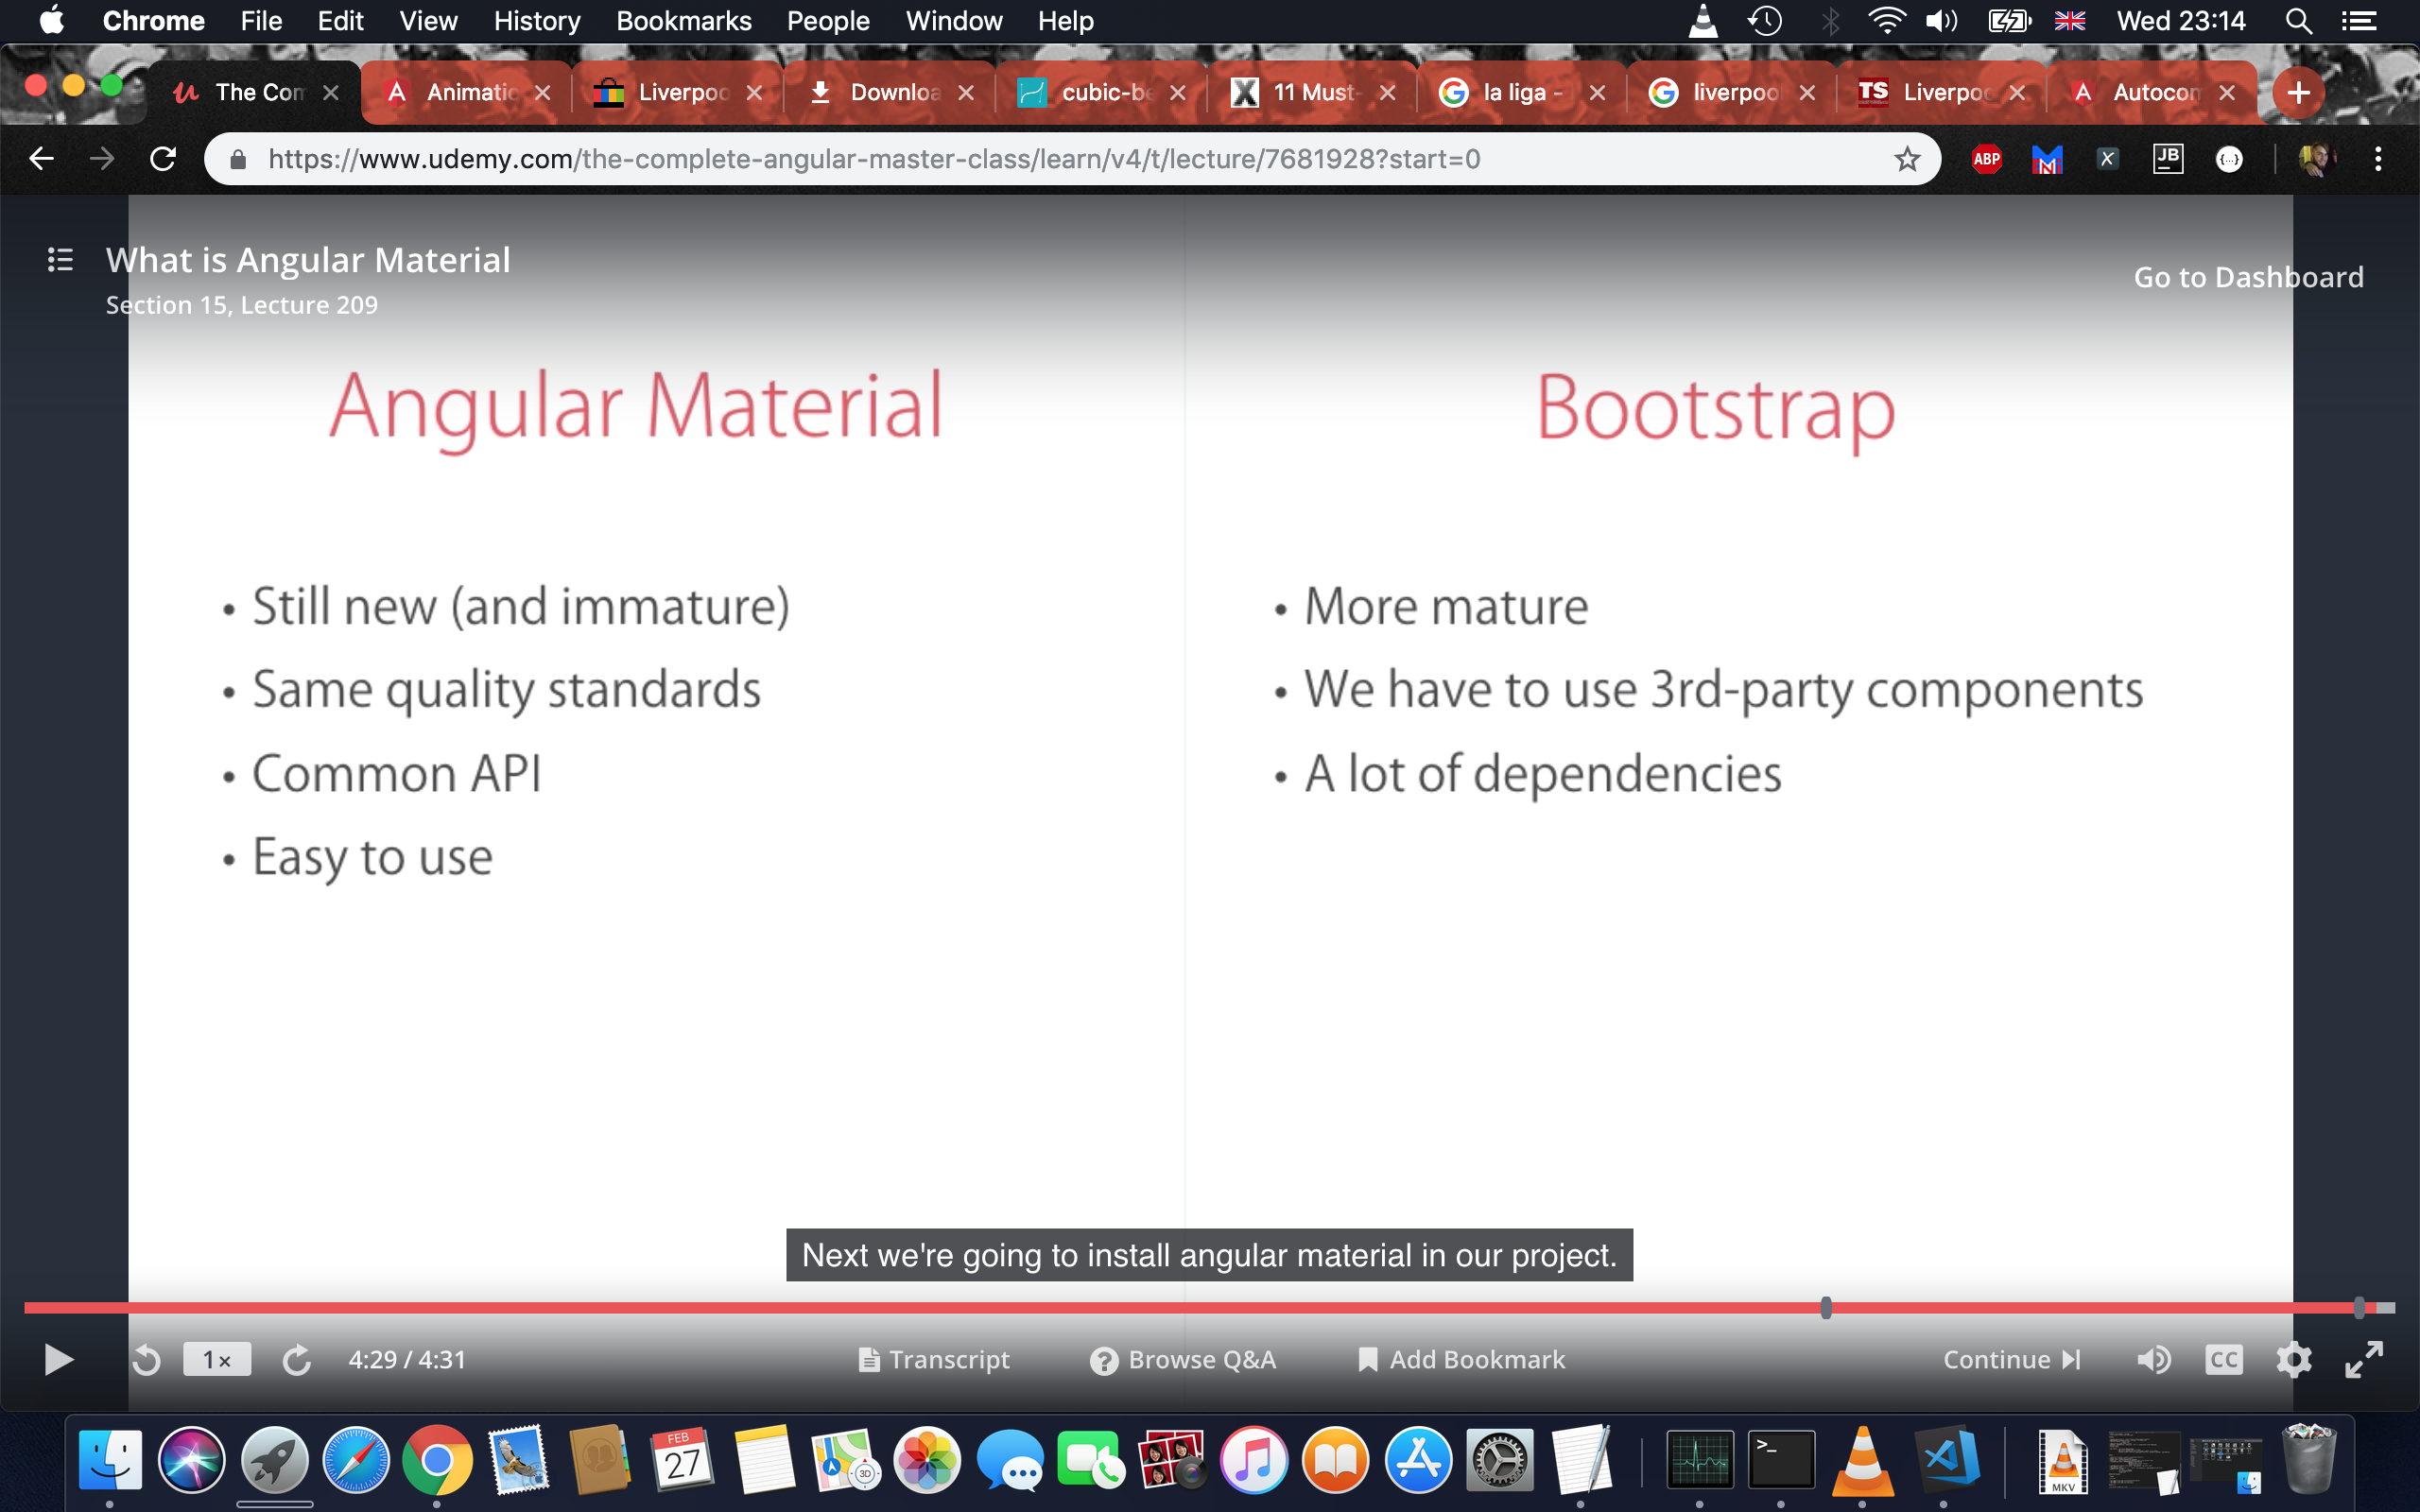 Chrome File Edit View History Bookmarks People Window Help Wed 23:14
The Con Animatic Liverpoo Downloa cubic-be 11 Must- la liga - liverpool TS Liverpoo Autocom
https://www.udemy.com/the-complete-angular-master-class/learn/v4/t/lecture/7681928?start=0 ABP JB
What is Angular Material
Section 15, Lecture 209
Go to Dashboard
Angular Material
• Still new (and immature)
• Same quality standards
• Common API
• Easy to use
Bootstrap
• More mature
• We have to use 3rd-party components
• A lot of dependencies
Next we're going to install angular material in our project.
1x 4:29 / 4:31 Transcript Browse Q&A Add Bookmark Continue CC
FEB
27
3D
MKV